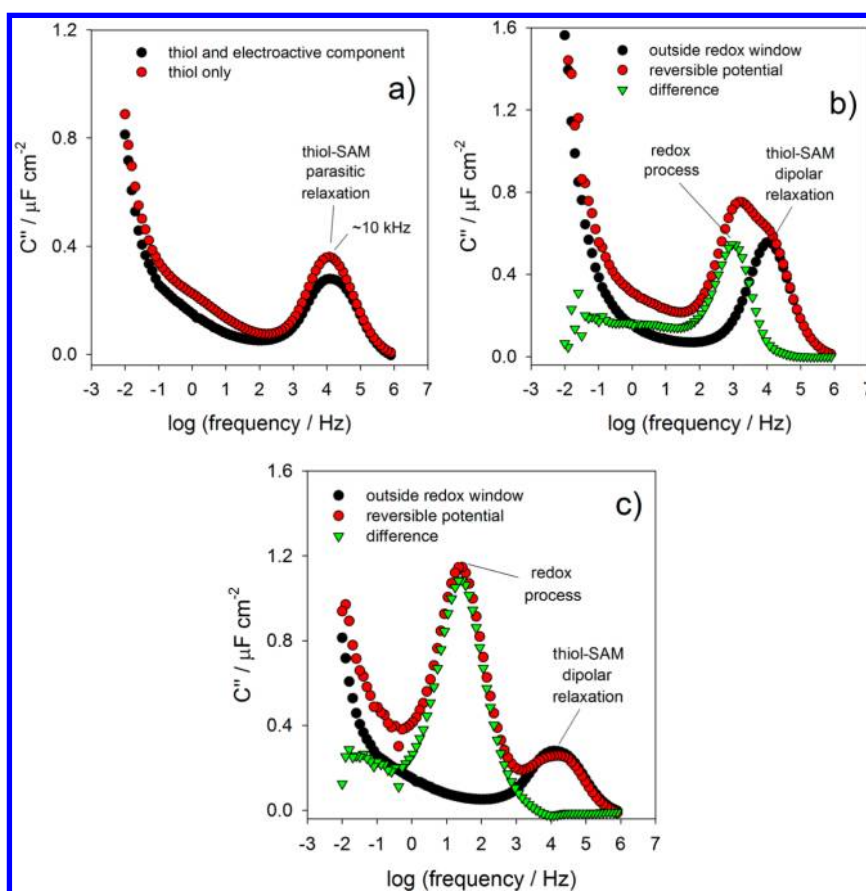 a)
thiol and electroactive component
thiol only
thiol-SAM
parasitic
relaxation
~10 kHz
C'' / μF cm⁻²
1.2
0.8
0.4
0.0
-3 -2 -1 0 1 2 3 4 5 6 7
log (frequency / Hz)
b)
outside redox window
reversible potential
difference
redox
process
thiol-SAM
dipolar
relaxation
C'' / μF cm⁻²
1.6
1.2
0.8
0.4
0.0
-3 -2 -1 0 1 2 3 4 5 6 7
log (frequency / Hz)
c)
outside redox window
reversible potential
difference
redox
process
thiol-SAM
dipolar
relaxation
C'' / μF cm⁻²
1.6
1.2
0.8
0.4
0.0
-3 -2 -1 0 1 2 3 4 5 6 7
log (frequency / Hz)